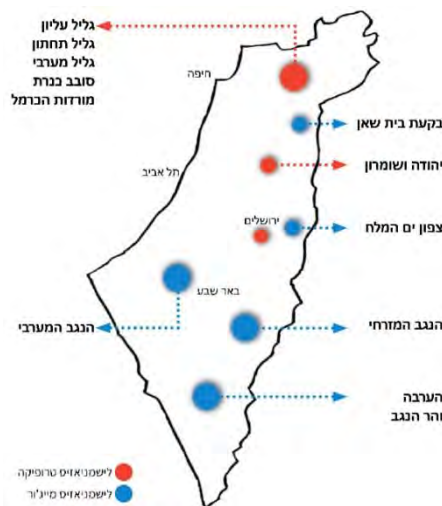 גליל עליון
גליל תחתון
גליל מערבי
סובב כנרת
מורדות הכרמל
חיפה
בקעת בית שאן
יהודה ושומרון
תל אביב
צפון ים המלח
ירושלים
באר שבע
הנגב המערבי
הנגב המזרחי
הערבה
והר הנגב
לישמניאזיס טרופיקה
לישמניאזיס מייג'ור